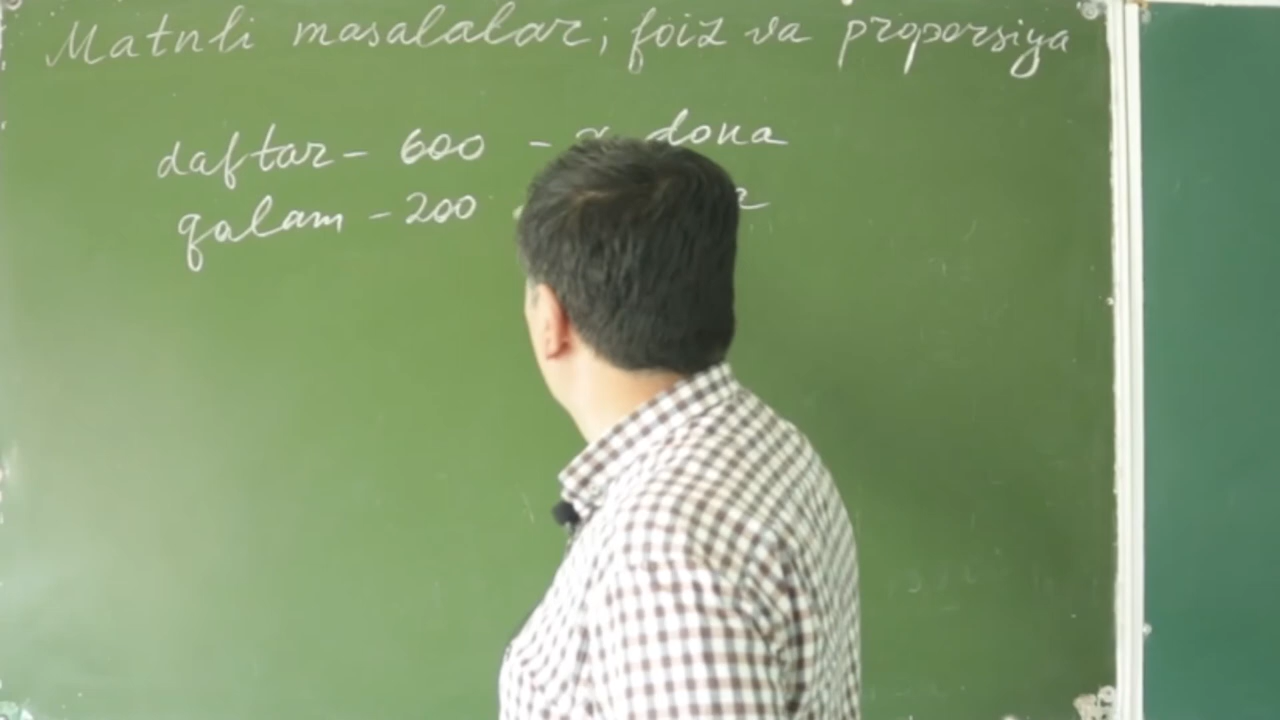 Matnli masalalar; foiz va proporsiya
daftar - 600 - x dona
qalam - 200